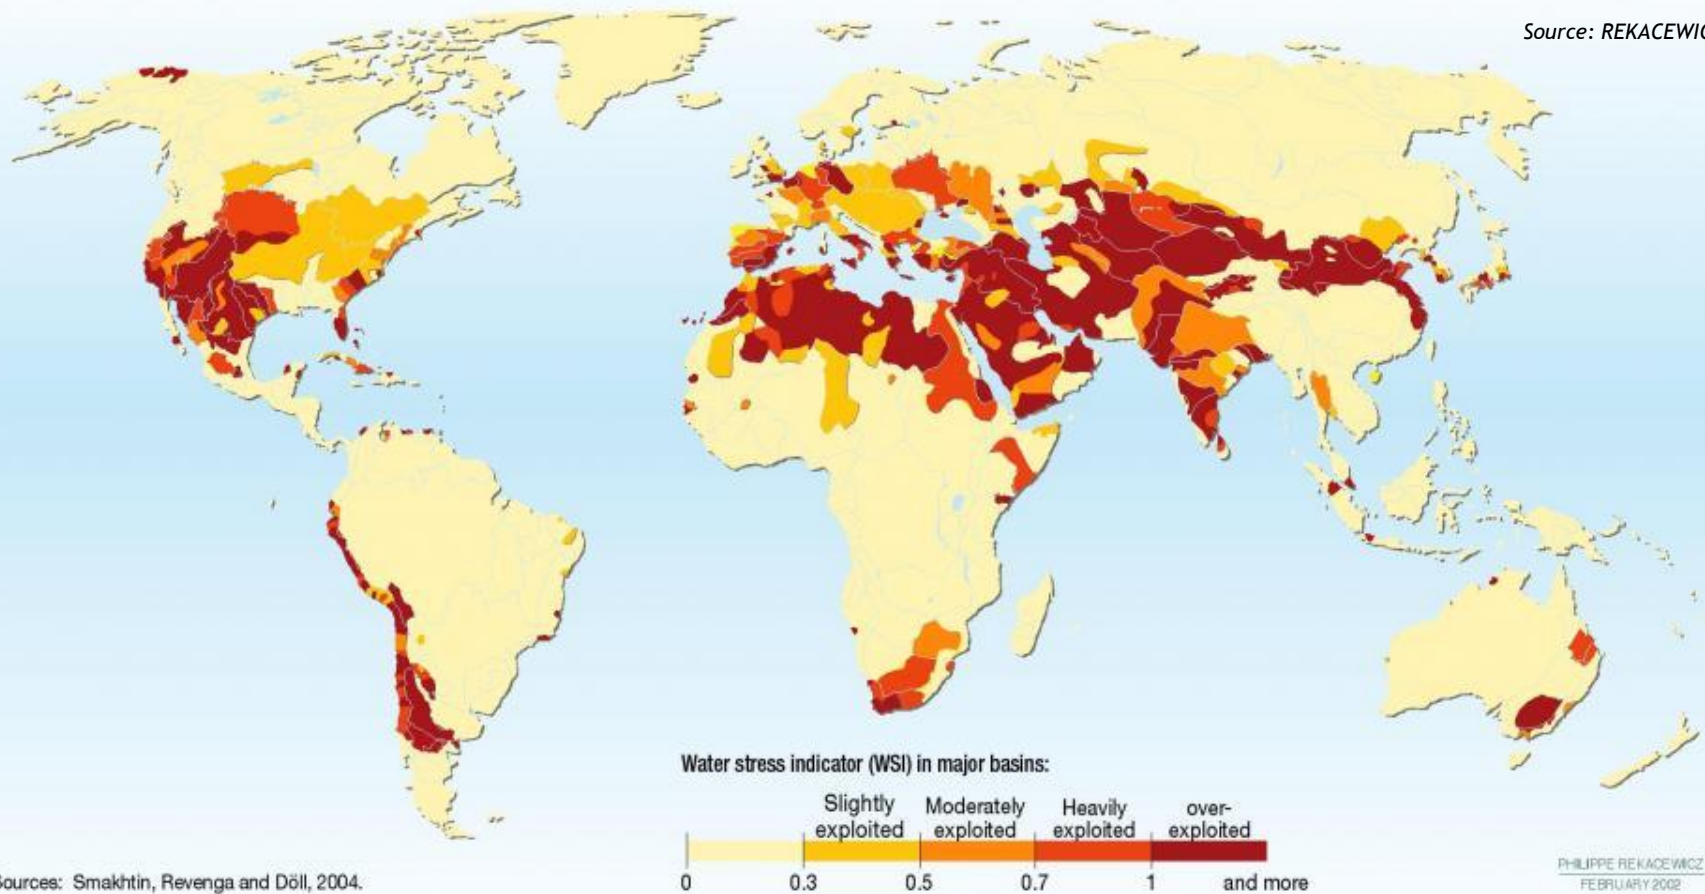 Source: REKACEWIC
Water stress indicator (WSI) in major basins:
Slightly exploited
Moderately exploited
Heavily exploited
over-exploited
0 0.3 0.5 0.7 1 and more
Sources: Smakhtin, Revenga and Döll, 2004.
PHILIPPE REKACEWICZ
FEBRUARY 2002